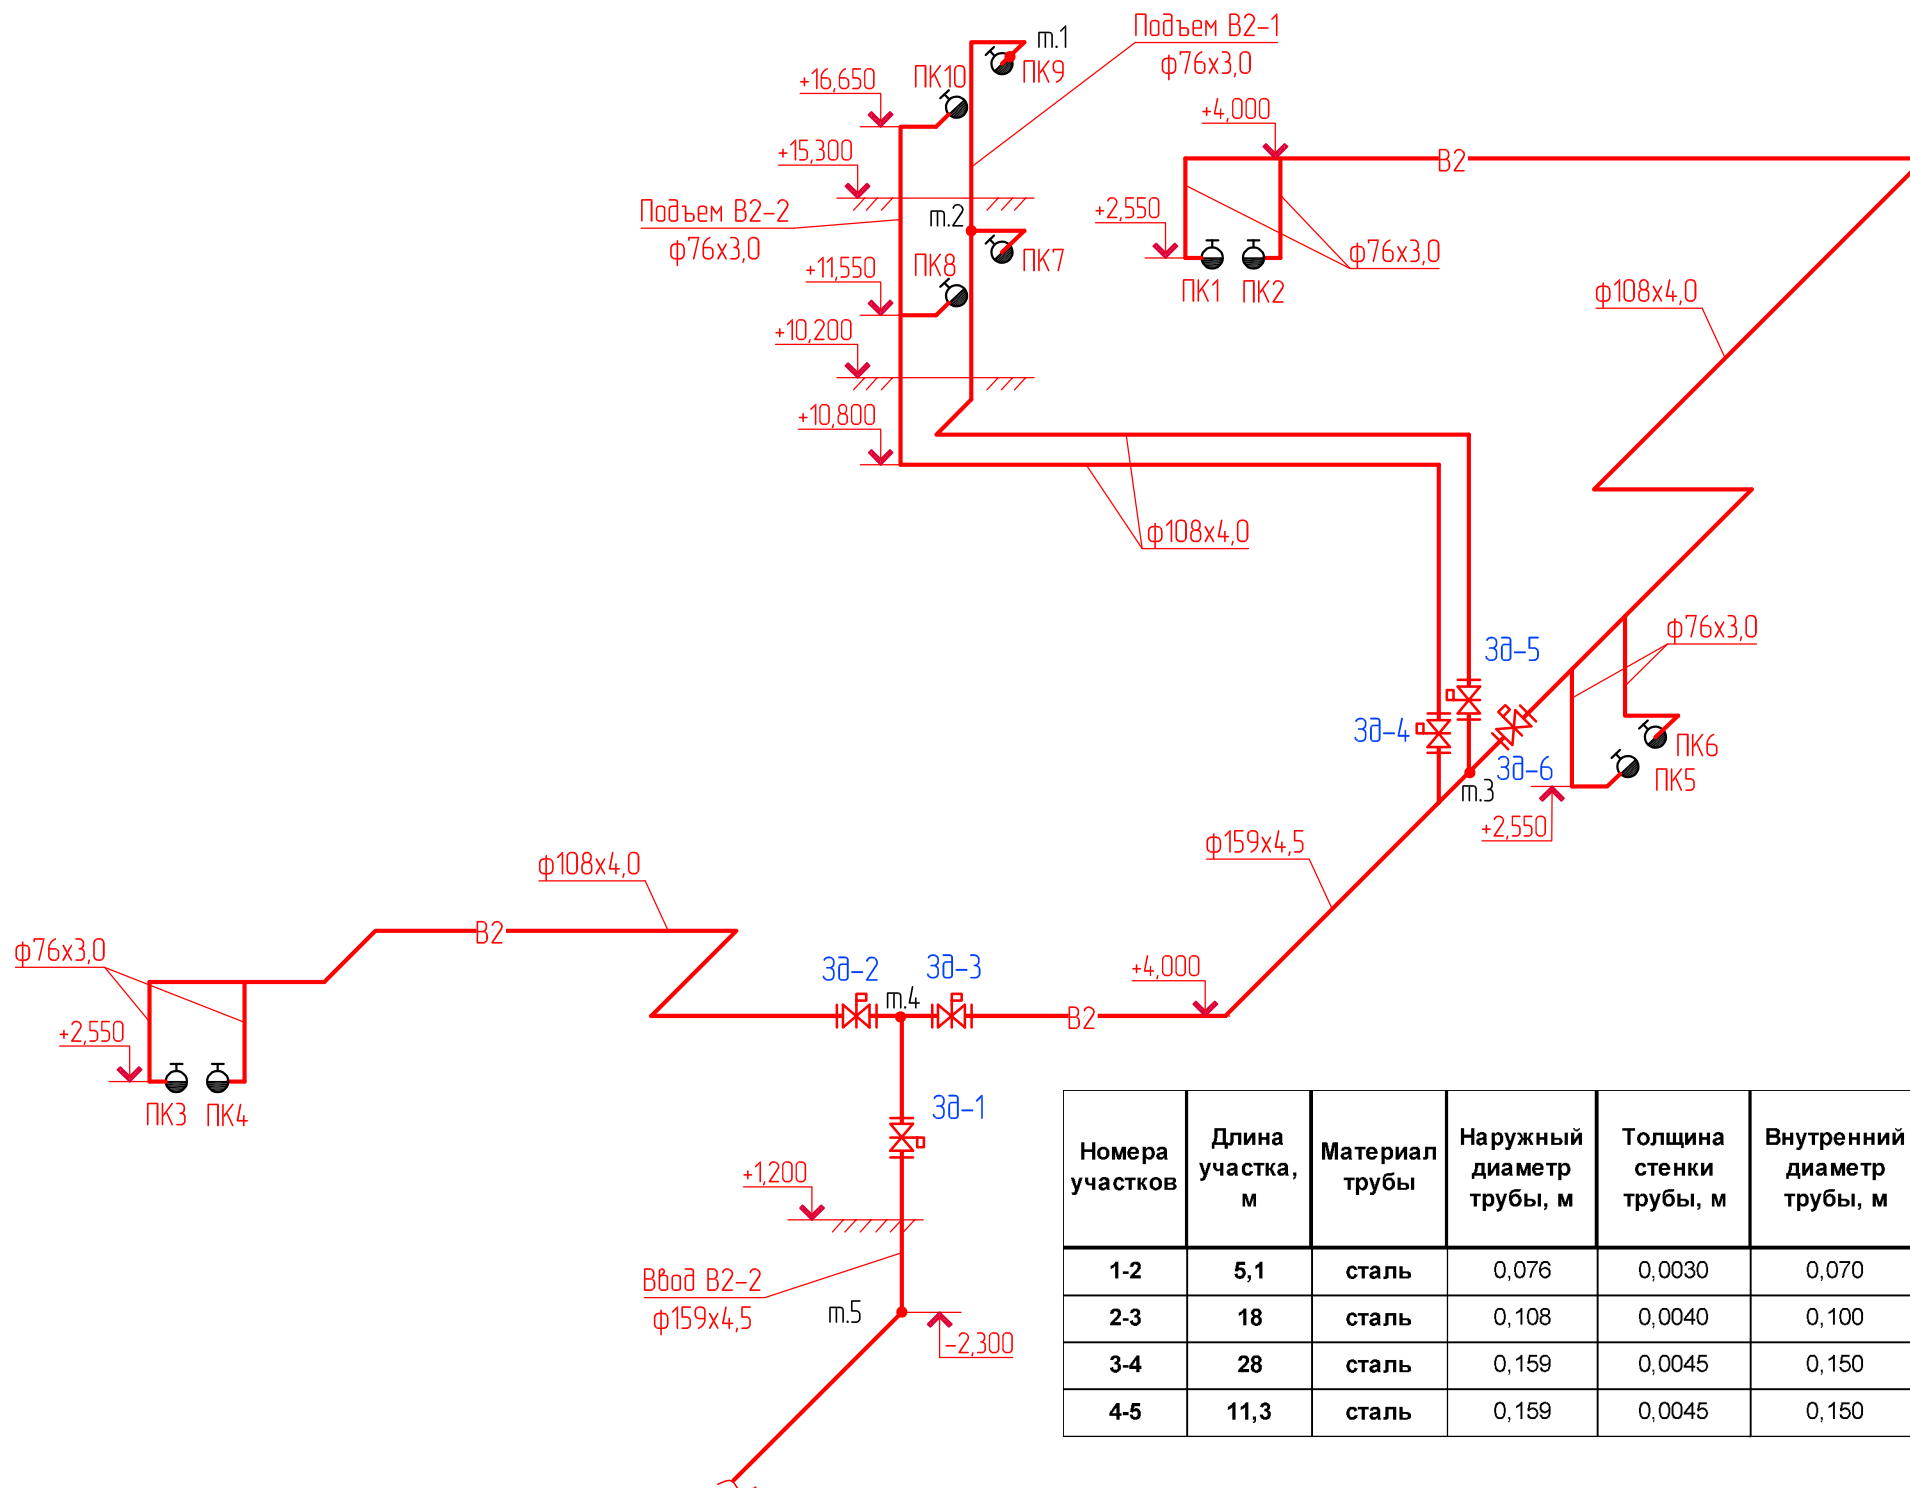 т.1
Подъем В2-1
ф76х3,0
ПК10
ПК9
+16,650
+4,000
В2
+15,300
Подъем В2-2
ф76х3,0
т.2
+2,550
ф76х3,0
ПК8
ПК7
+11,550
ПК1
ПК2
ф108х4,0
+10,200
+10,800
ф108х4,0
Зд-5
ф76х3,0
Зд-4
Зд-6
ПК6
ПК5
т.3
+2,550
ф159х4,5
ф108х4,0
В2
ф76х3,0
Зд-2
Зд-3
+4,000
т.4
В2
+2,550
ПК3
ПК4
Зд-1
+1,200
Ввод В2-2
ф159х4,5
т.5
-2,300
Номера участков
Длина участка, м
Материал трубы
Наружный диаметр трубы, м
Толщина стенки трубы, м
Внутренний диаметр трубы, м
1-2 5,1 сталь 0,076 0,0030 0,070
2-3 18 сталь 0,108 0,0040 0,100
3-4 28 сталь 0,159 0,0045 0,150
4-5 11,3 сталь 0,159 0,0045 0,150